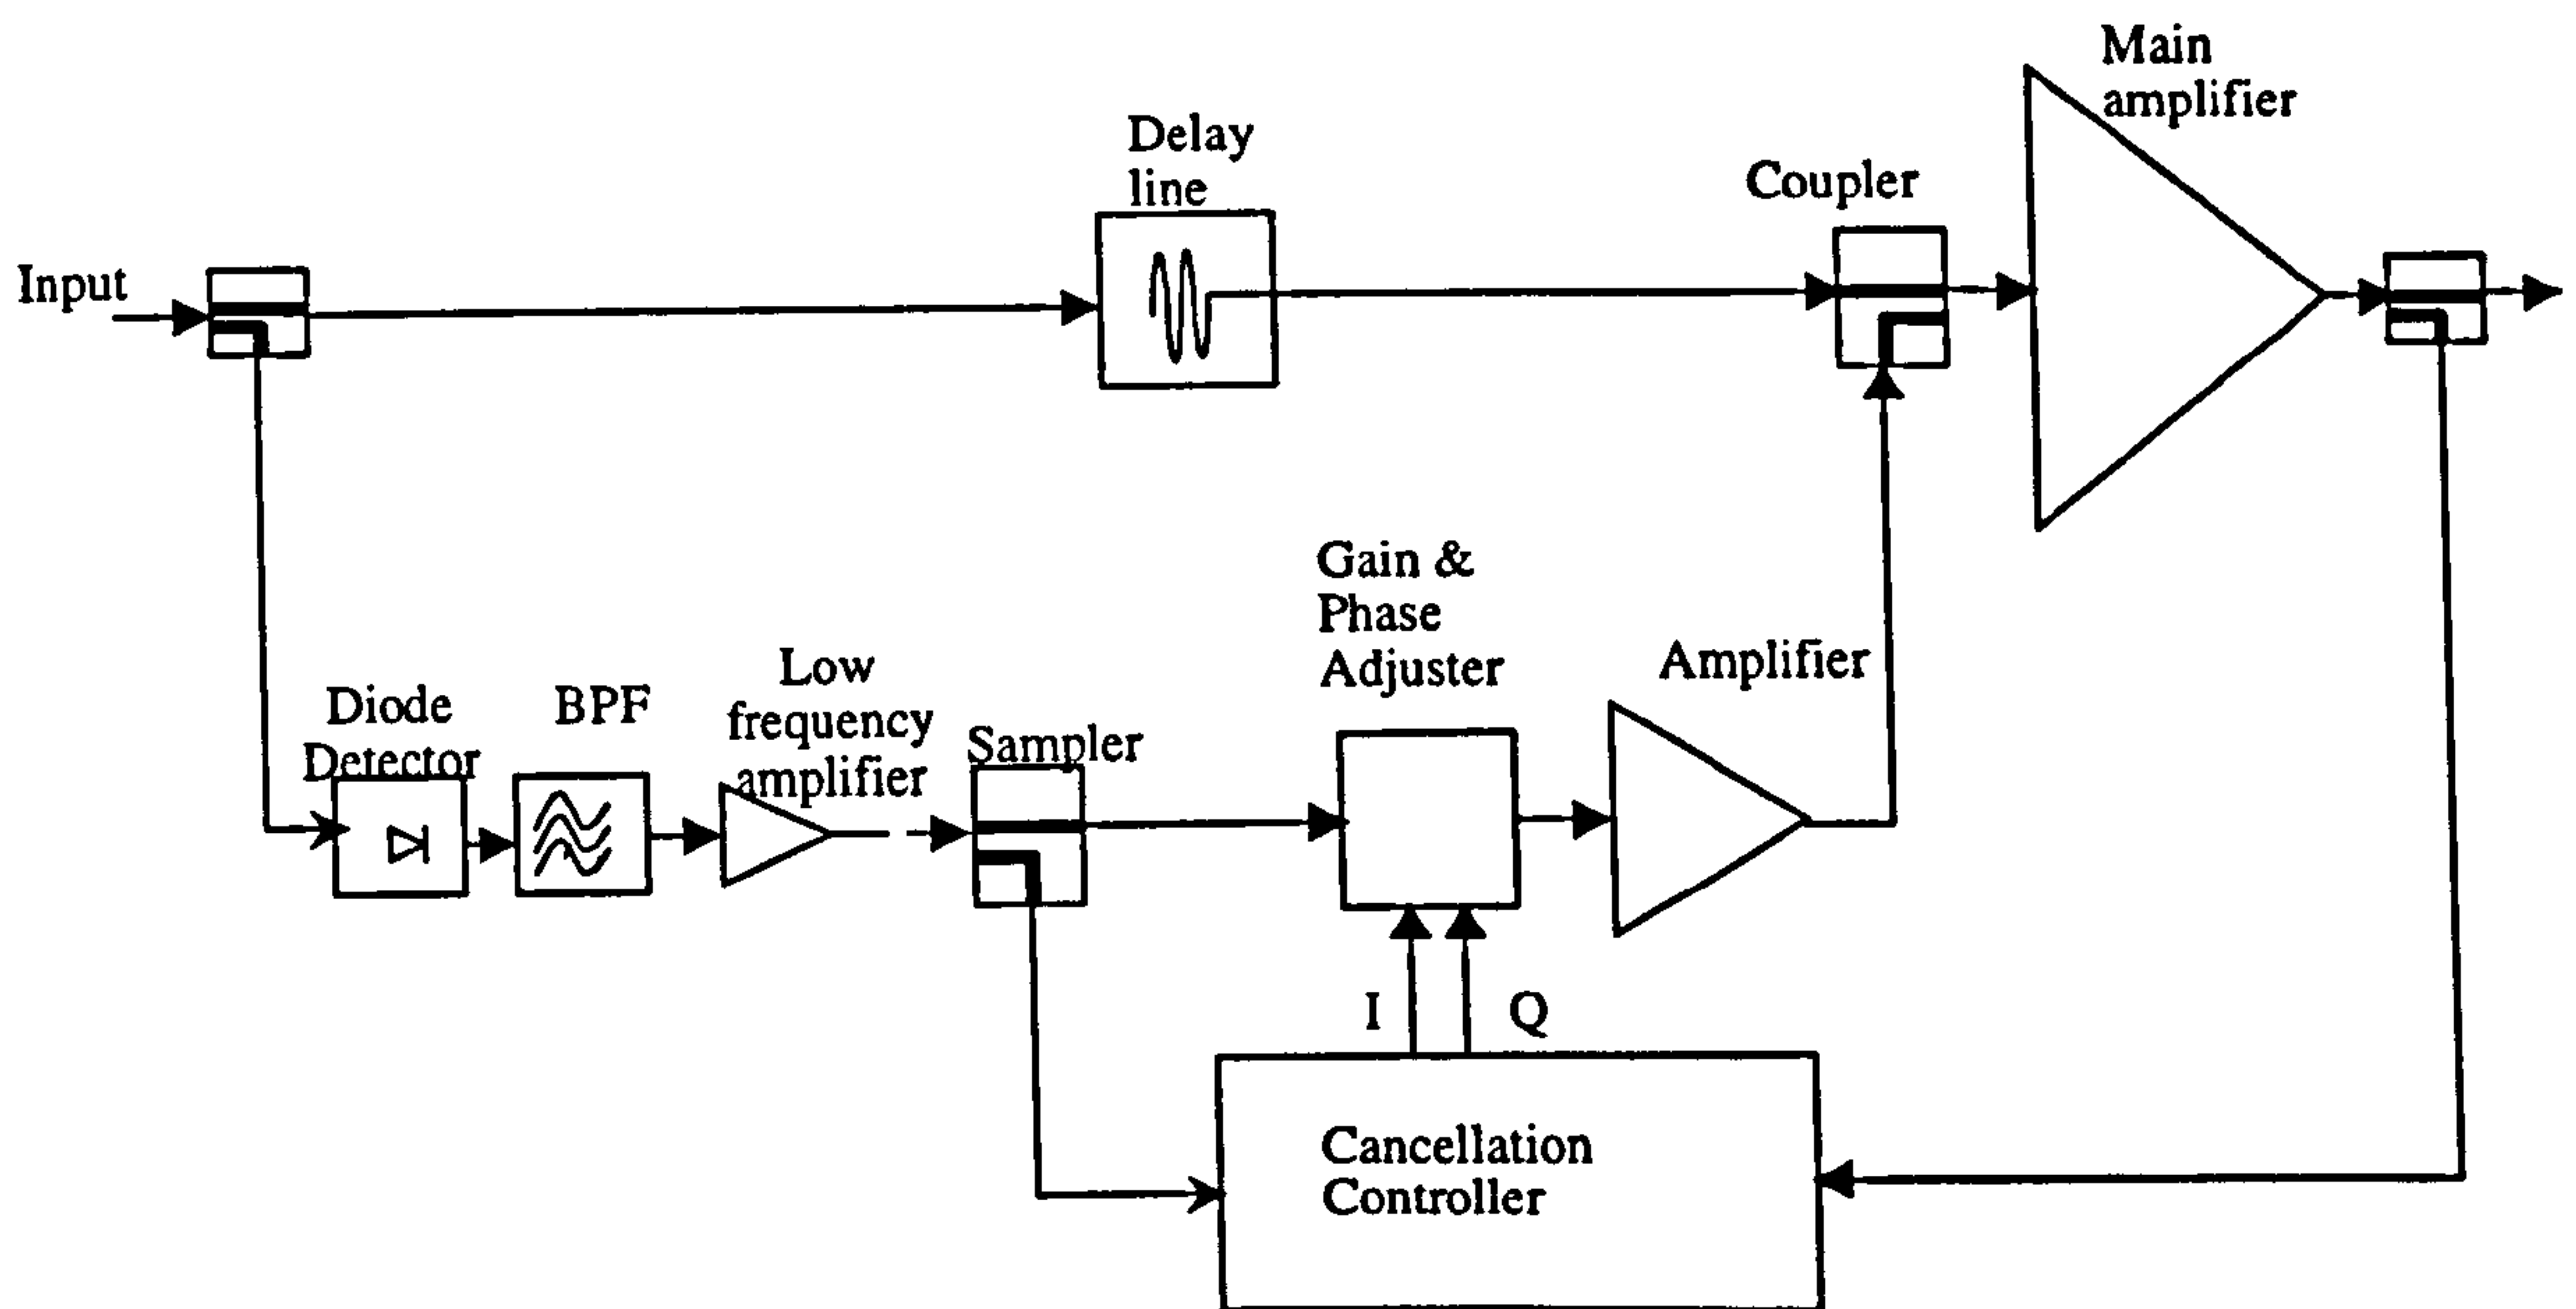 Main
amplifier
Delay
line
Coupler
Input
Gain &
Phase
Adjuster
Amplifier
Low
frequency
amplifier
Diode
Detector
BPF
Sampler
I
Q
Cancellation
Controller